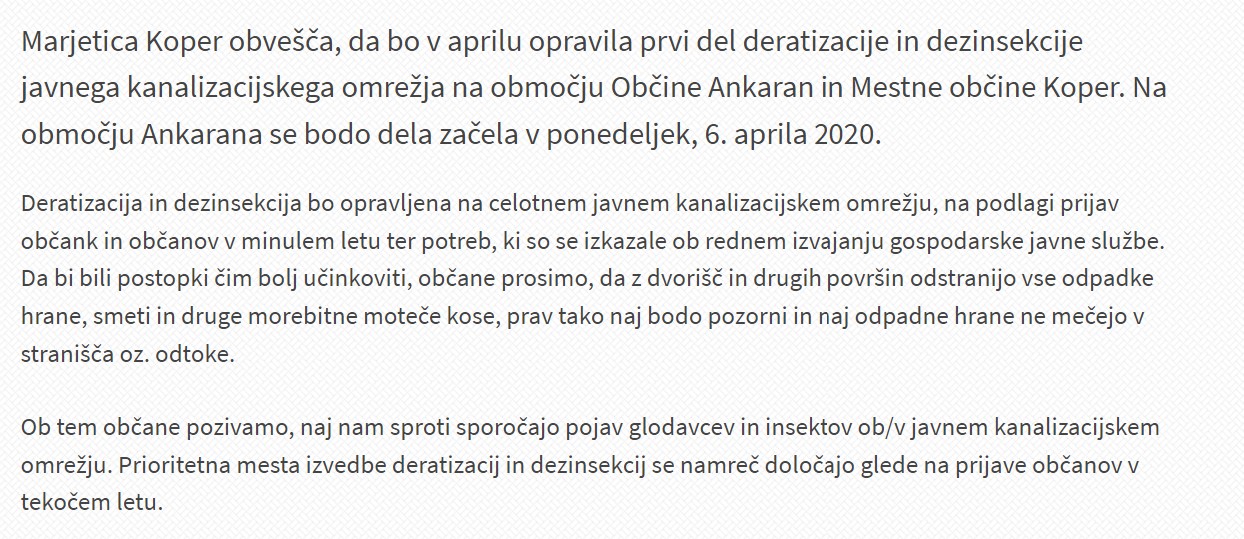 Marjetica Koper obvešča, da bo v aprilu opravila prvi del deratizacije in dezinsekcije
javnega kanalizacijskega omrežja na območju Občine Ankaran in Mestne občine Koper. Na
območju Ankarana se bodo dela začela v ponedeljek, 6. aprila 2020.
Deratizacija in dezinsekcija bo opravljena na celotnem javnem kanalizacijskem omrežju, na podlagi prijav
občank in občanov v minulem letu ter potreb, ki so se izkazale ob rednem izvajanju gospodarske javne službe.
Da bi bili postopki čim bolj učinkoviti, občane prosimo, da z dvorišč in drugih površin odstranijo vse odpadke
hrane, smeti in druge morebitne moteče kose, prav tako naj bodo pozorni in naj odpadne hrane ne mečejo v
stranišča oz. odtoke.
Ob tem občane pozivamo, naj nam sproti sporočajo pojav glodavcev in insektov ob/v javnem kanalizacijskem
omrežju. Prioritetna mesta izvedbe deratizacij in dezinsekcij se namreč določajo glede na prijave občanov v
tekočem letu.